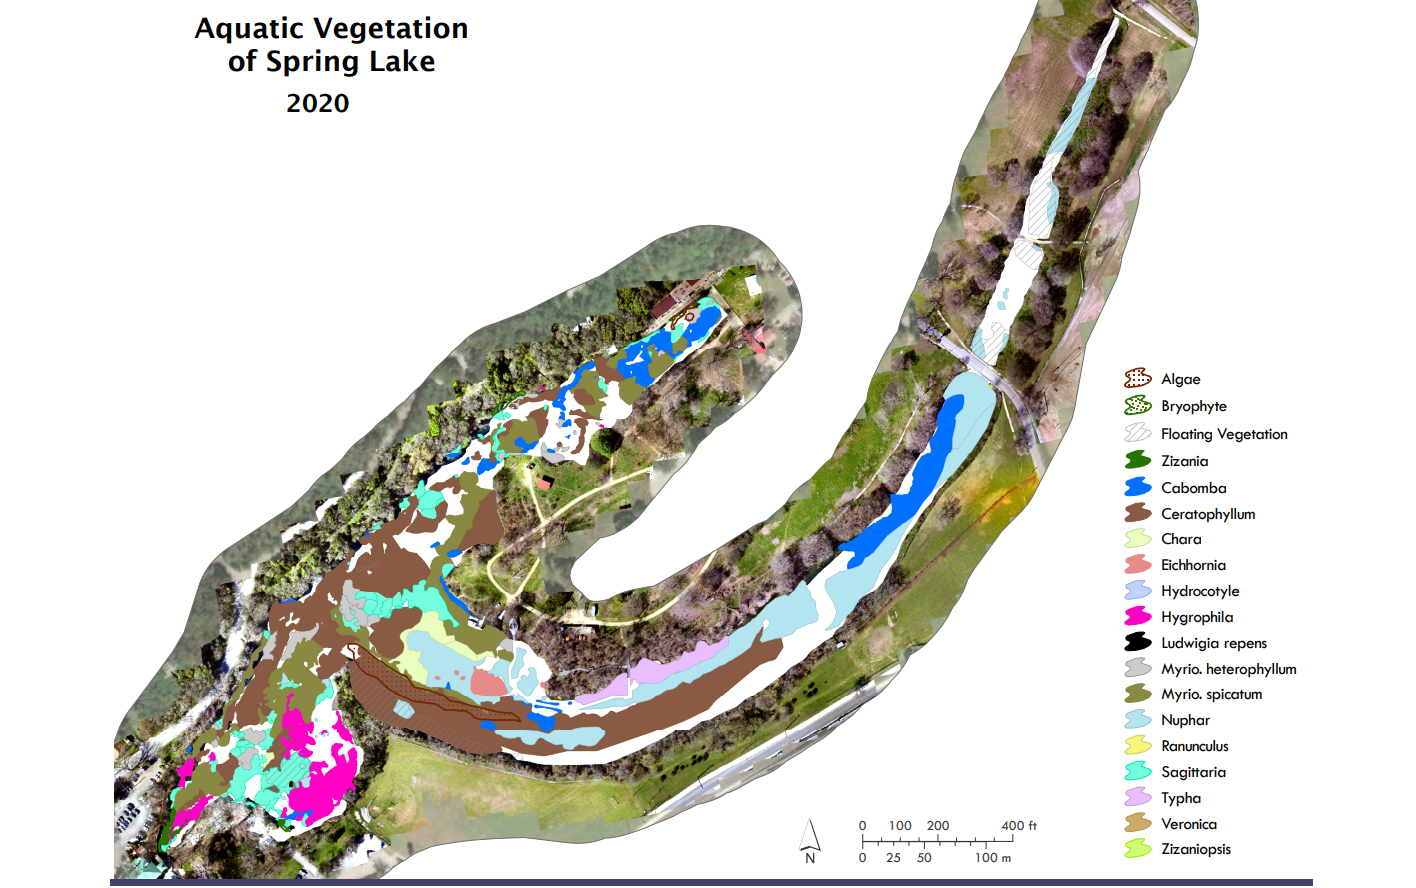 Aquatic Vegetation
of Spring Lake
2020
Algae
Bryophyte
Floating Vegetation
Zizania
Cabomba
Ceratophyllum
Chara
Eichhornia
Hydrocotyle
Hygrophila
Ludwigia repens
Myrio. heterophyllum
Myrio. spicatum
Nuphar
Ranunculus
Sagittaria
Typha
Veronica
Zizaniopsis
N
0 100 200 400 ft
0 25 50 100 m